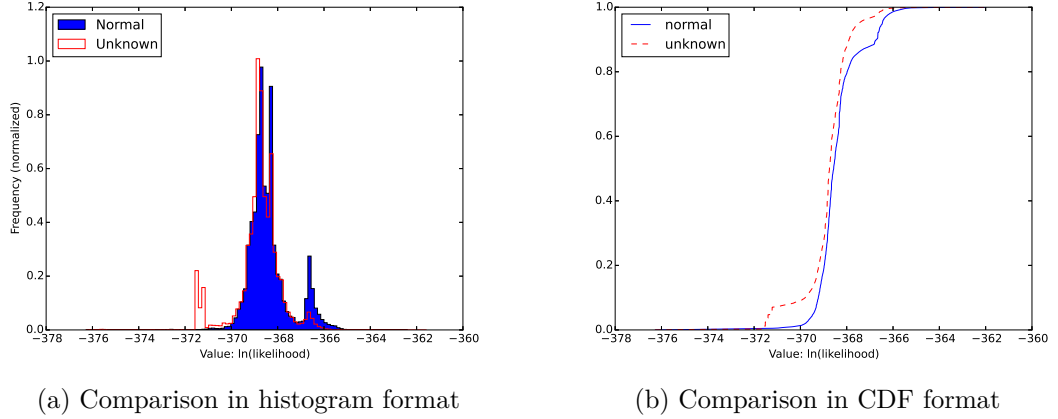 1.2
1.0
0.8
0.6
0.4
0.2
0.0
Frequency (normalized)
Normal
Unknown
−378 −376 −374 −372 −370 −368 −366 −364 −362 −360
Value: ln(likelihood)
(a) Comparison in histogram format
1.0
0.8
0.6
0.4
0.2
0.0
normal
unknown
−378 −376 −374 −372 −370 −368 −366 −364 −362 −360
Value: ln(likelihood)
(b) Comparison in CDF format